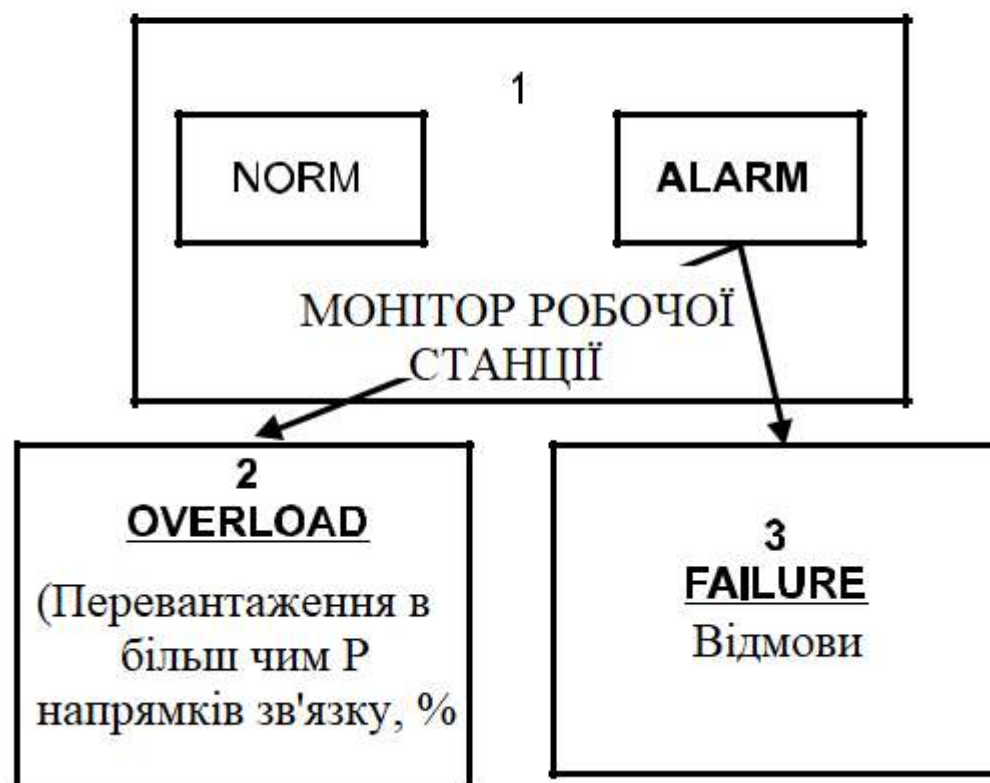 1
NORM
ALARM
МОНІТОР РОБОЧОЇ
СТАНЦІЇ
2
OVERLOAD
(Перевантаження в
більш чим Р
напрямків зв'язку, %
3
FAILURE
Відмови